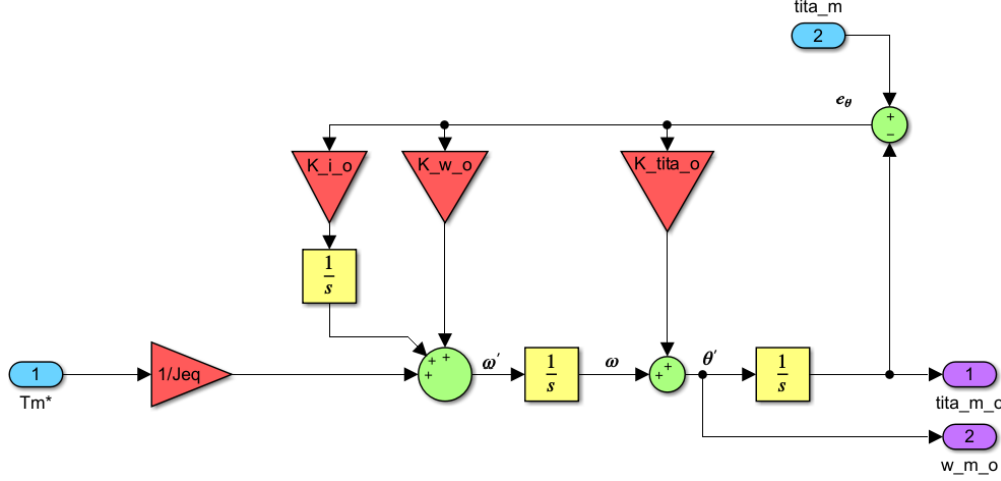 tita_m
2
e_θ
+
−
K_i_o
K_w_o
K_tita_o
1/s
+ +
+
1
Tm*
1/Jeq
ω'
1/s
ω
+ +
θ'
1/s
1
tita_m_o
2
w_m_o